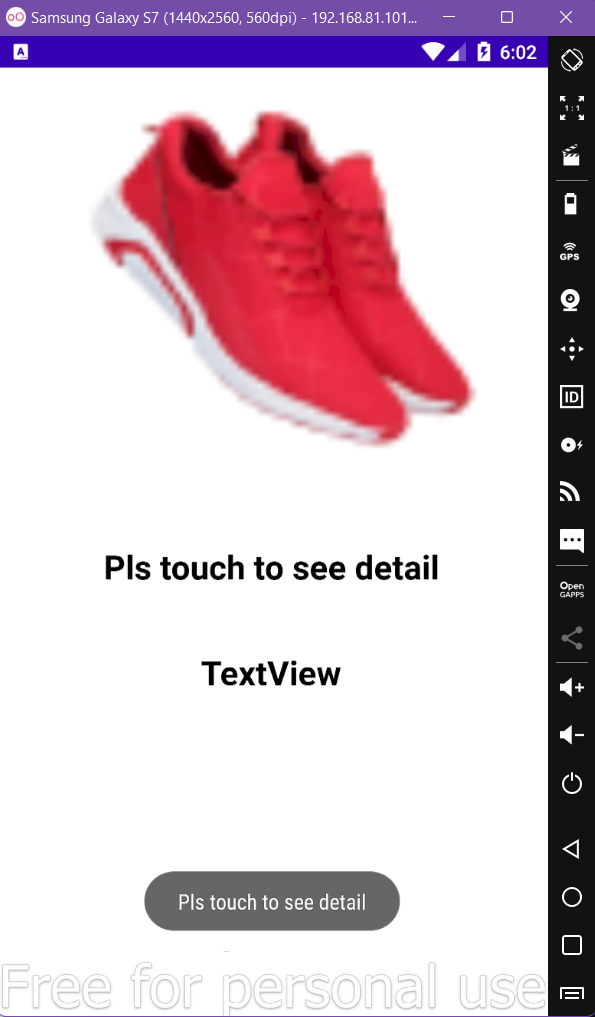 Samsung Galaxy S7 (1440x2560, 560dpi) - 192.168.81.101...
A
6:02
1:1
GPS
ID
Pls touch to see detail
Open
GAPPS
TextView
Pls touch to see detail
Free for personal use